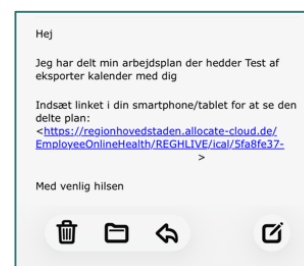 Hej
Jeg har delt min arbejdsplan der hedder Test af
eksporter kalender med dig
Indsæt linket i din smartphone/tablet for at se den
delte plan:
<https://regionhovedstaden.allocate-cloud.de/
EmployeeOnlineHealth/REGHLIVE/ical/5fa8fe37-
>
Med venlig hilsen